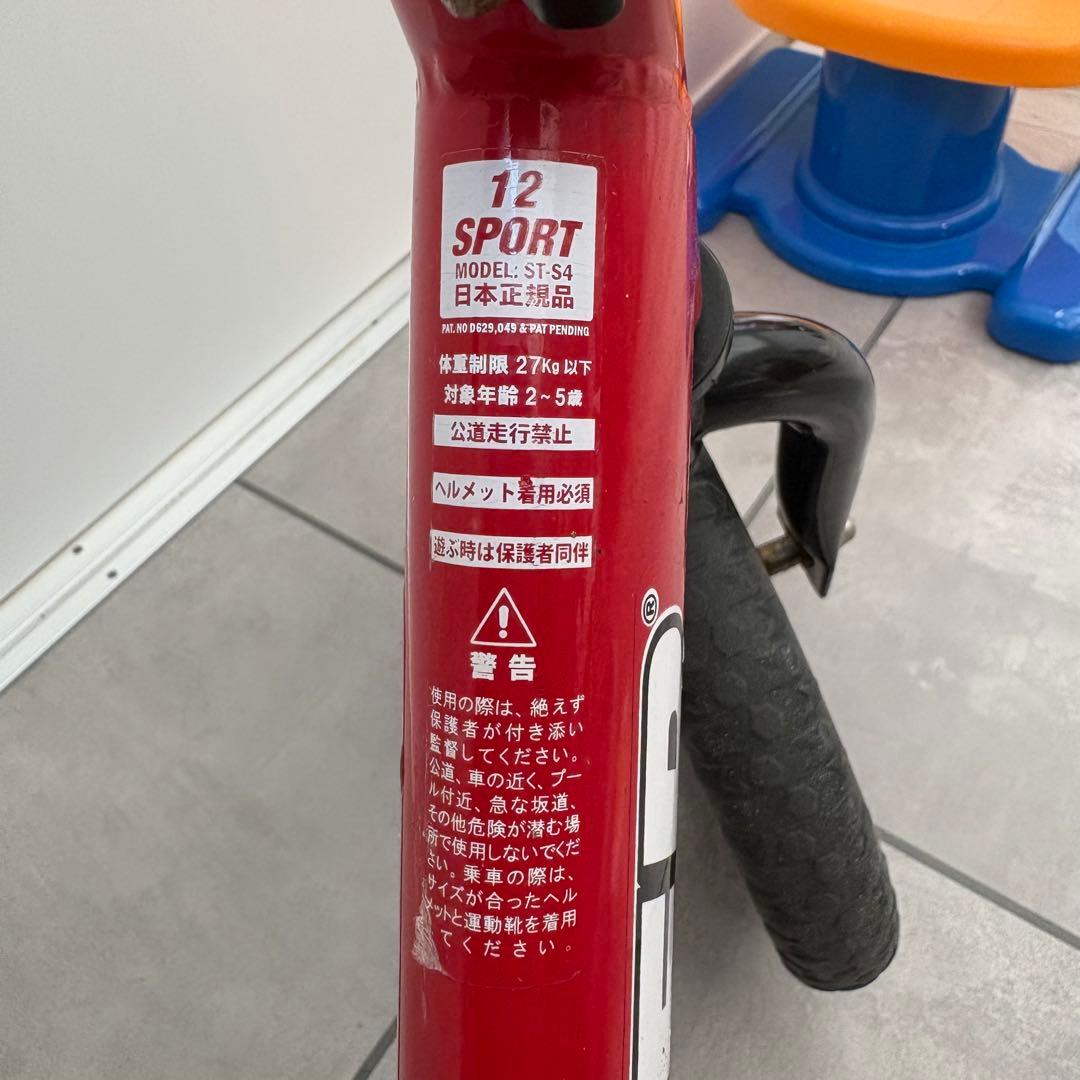 12
SPORT
MODEL: ST-S4
日本正規品
PAT. NO D629,049 & PAT PENDING
体重制限 27Kg 以下
対象年齢 2~5歳
公道走行禁止
ヘルメット着用必須
遊ぶ時は保護者同伴
警告
使用の際は、絶えず
保護者が付き添い
監督してください。
公道、車の近く、プー
ル付近、急な坂道、
その他危険が潜む場
所で使用しないでくだ
さい。乗車の際は、
サイズが合ったヘル
メットと運動靴を着用
てください。
®